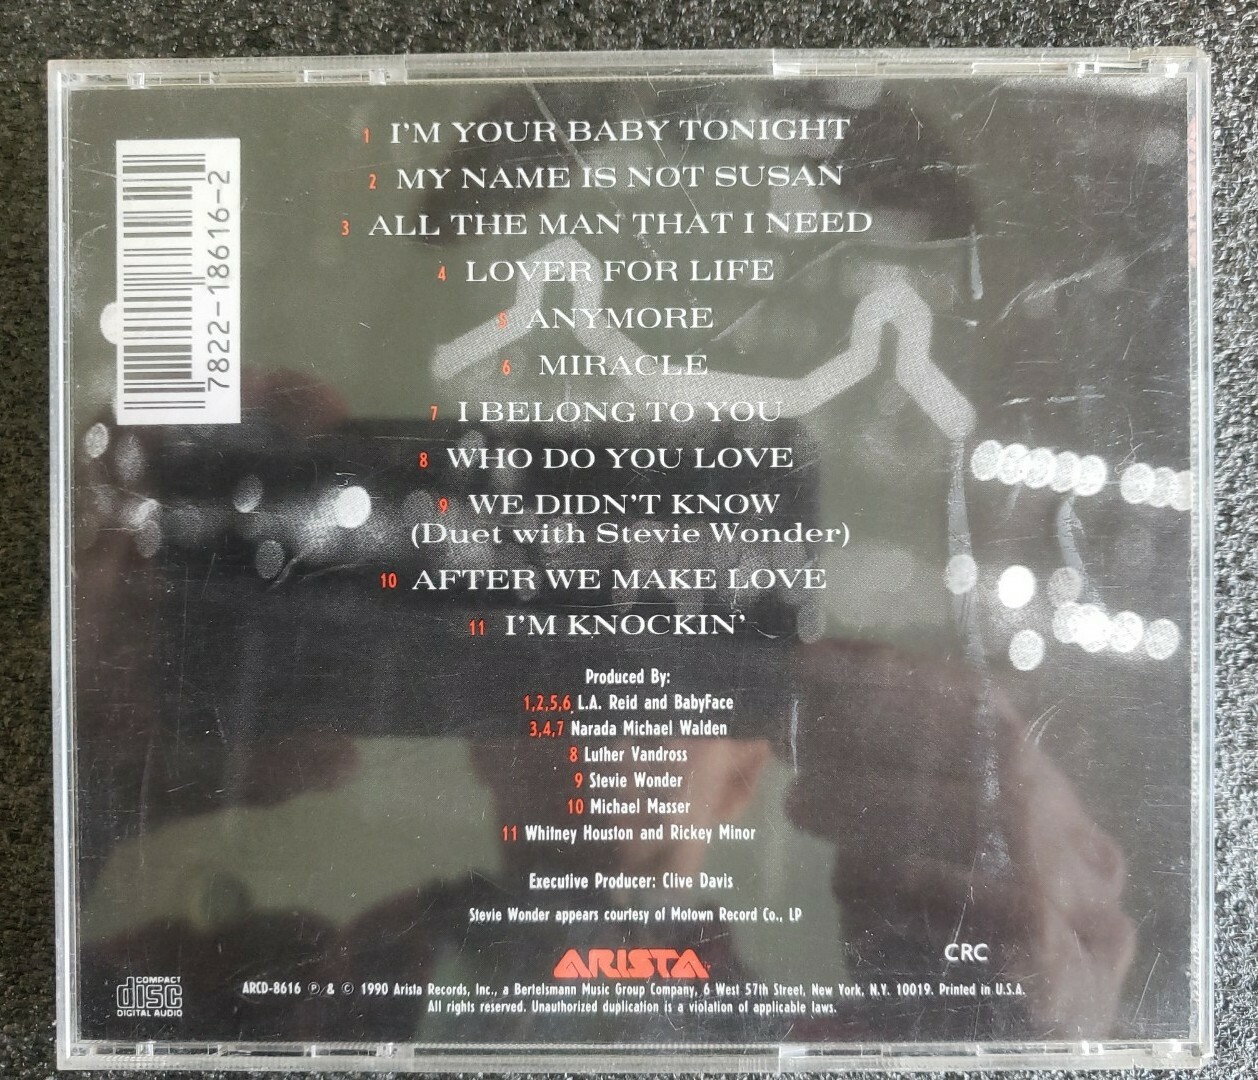 1 I'M YOUR BABY TONIGHT
2 MY NAME IS NOT SUSAN
3 ALL THE MAN THAT I NEED
4 LOVER FOR LIFE
5 ANYMORE
6 MIRACLE
7 I BELONG TO YOU
8 WHO DO YOU LOVE
9 WE DIDN'T KNOW
(Duet with Stevie Wonder)
10 AFTER WE MAKE LOVE
11 I'M KNOCKIN'
7822-18616-2
Produced By:
1,2,5,6 L.A. Reid and BabyFace
3,4,7 Narada Michael Walden
8 Luther Vandross
9 Stevie Wonder
10 Michael Masser
11 Whitney Houston and Rickey Minor
Executive Producer: Clive Davis
Stevie Wonder appears courtesy of Motown Record Co., LP
ARISTA
CRC
COMPACT
disc
DIGITAL AUDIO
ARCD-8616 ℗ & © 1990 Arista Records, Inc., a Bertelsmann Music Group Company, 6 West 57th Street, New York, N.Y. 10019. Printed in U.S.A.
All rights reserved. Unauthorized duplication is a violation of applicable laws.